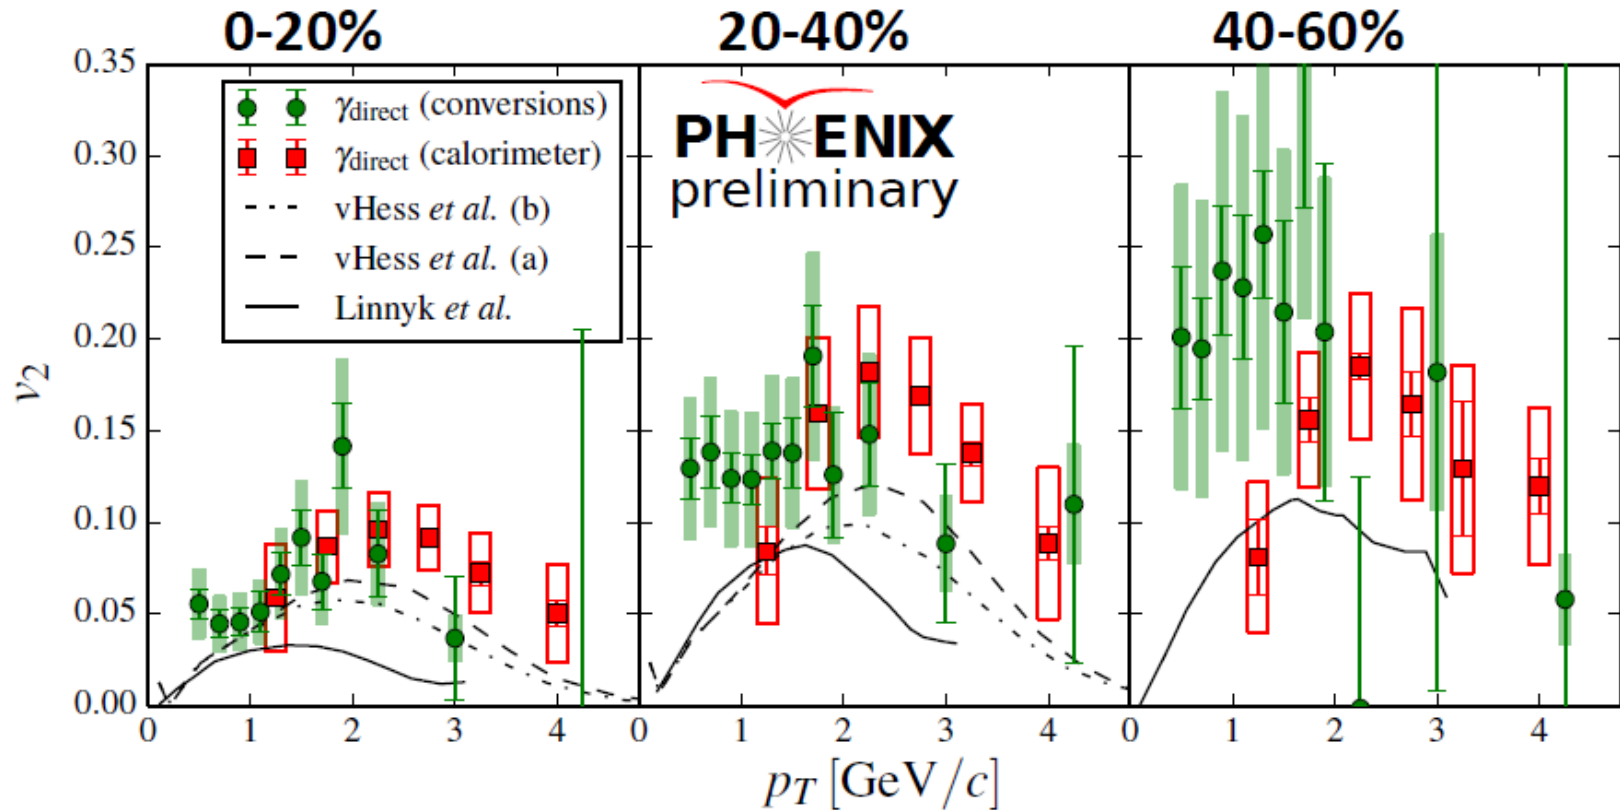 0-20% 20-40% 40-60%
γdirect (conversions)
γdirect (calorimeter)
vHess et al. (b)
vHess et al. (a)
Linnyk et al.
PHENIX
preliminary
v2
0.35
0.30
0.25
0.20
0.15
0.10
0.05
0.00
0 1 2 3 4 0 1 2 3 4 0 1 2 3 4
pT [GeV/c]